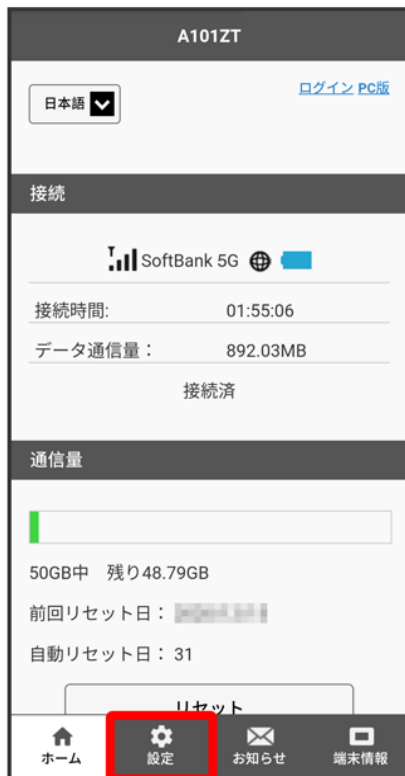 A101ZT
日本語
ログイン PC版
接続
SoftBank 5G
接続時間: 01:55:06
データ通信量： 892.03MB
接続済
通信量
50GB中 残り48.79GB
前回リセット日：
自動リセット日： 31
リセット
ホーム 設定 お知らせ 端末情報